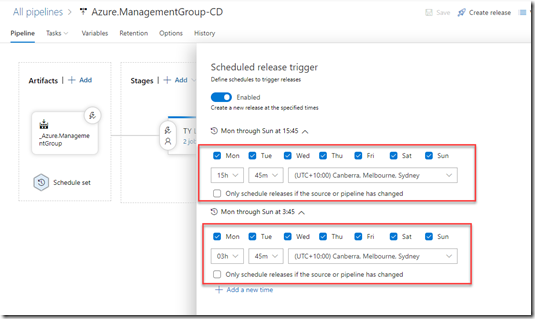 All pipelines > Azure.ManagementGroup-CD
Save Create release
Pipeline Tasks Variables Retention Options History
Artifacts | + Add
Stages | + Add
_Azure.Manageme
ntGroup
Schedule set
TY
2 jo
Scheduled release trigger
Define schedules to trigger releases
Enabled
Create a new release at the specified times
Mon through Sun at 15:45
Mon Tue Wed Thu Fri Sat Sun
15h 45m (UTC+10:00) Canberra, Melbourne, Sydney
Only schedule releases if the source or pipeline has changed
Mon through Sun at 3:45
Mon Tue Wed Thu Fri Sat Sun
03h 45m (UTC+10:00) Canberra, Melbourne, Sydney
Only schedule releases if the source or pipeline has changed
+ Add a new time